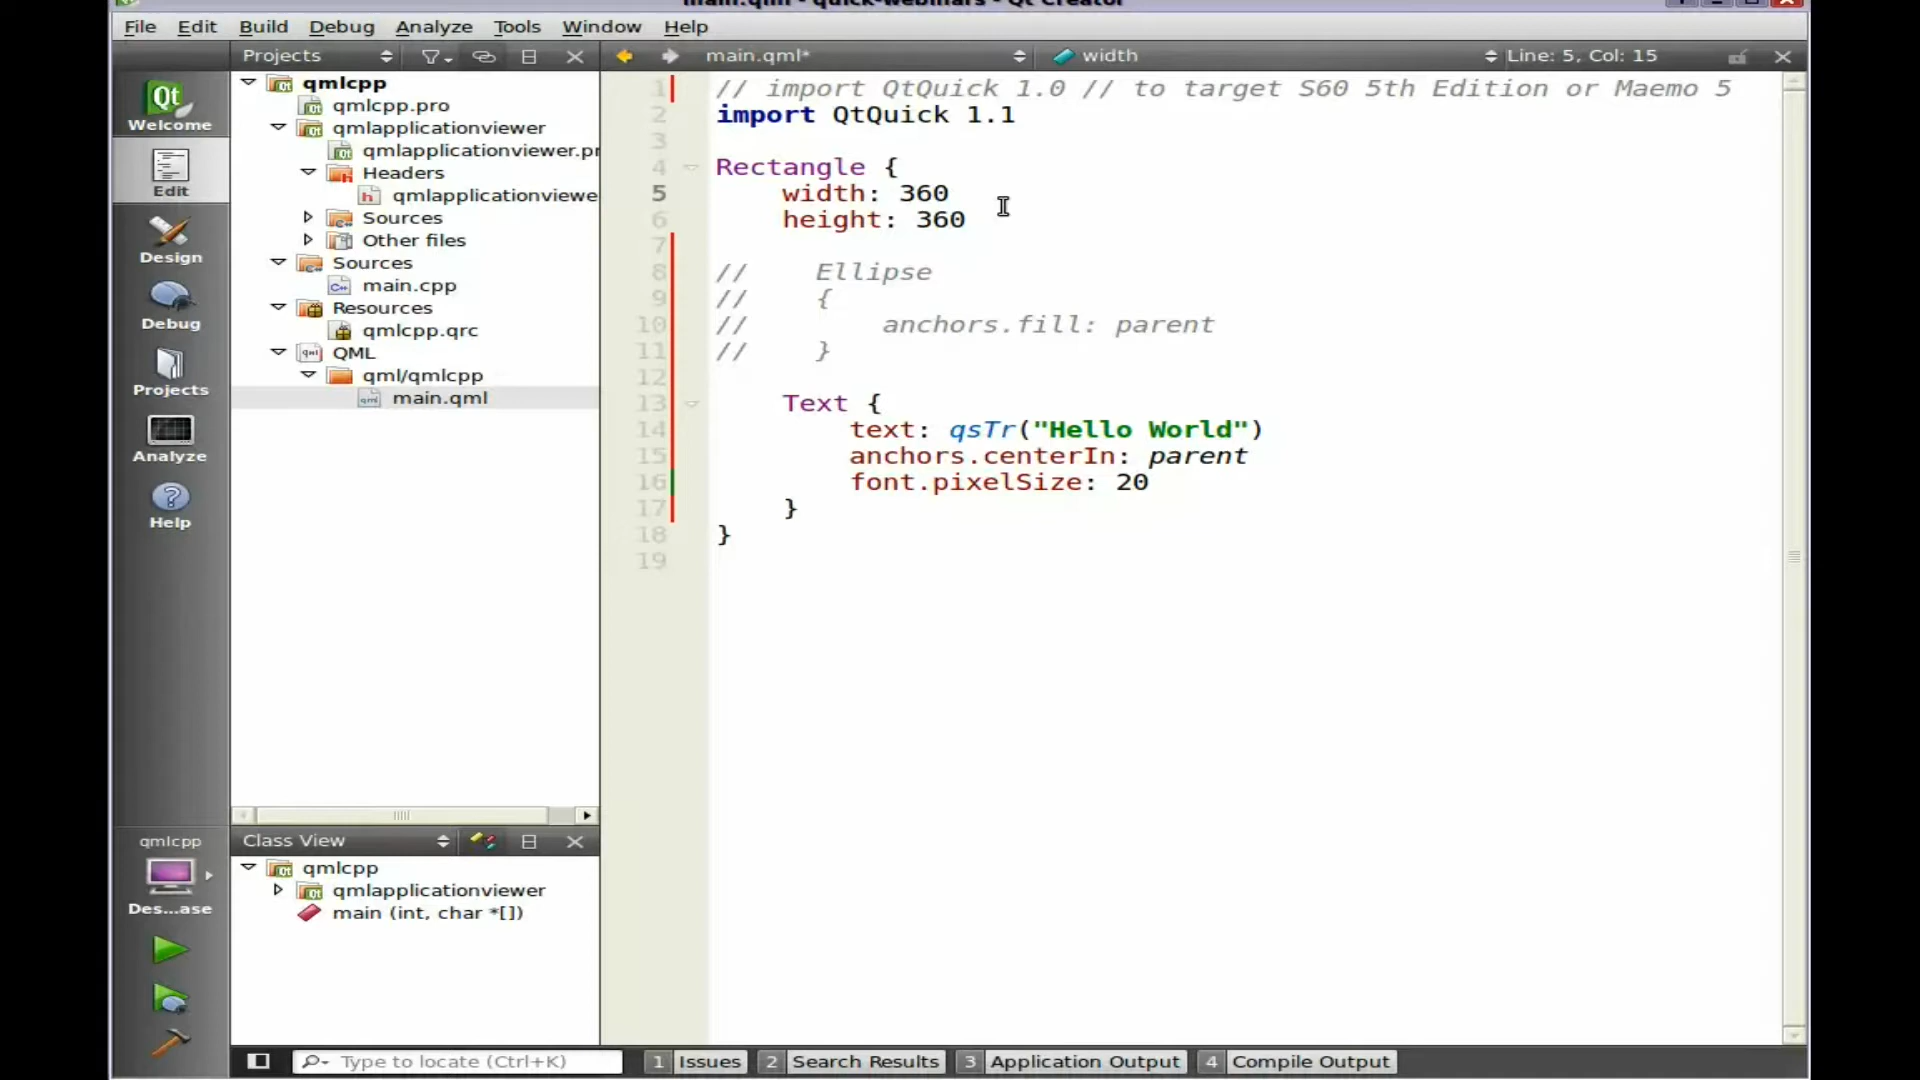 main.qml - quick-webinars - Qt Creator
File Edit Build Debug Analyze Tools Window Help
Projects main.qml* width Line: 5, Col: 15
Welcome
Edit
Design
Debug
Projects
Analyze
Help
qmlcpp
qmlcpp.pro
qmlapplicationviewer
qmlapplicationviewer.pr
Headers
qmlapplicationviewe
Sources
Other files
Sources
main.cpp
Resources
qmlcpp.qrc
QML
qml/qmlcpp
main.qml
1 // import QtQuick 1.0 // to target S60 5th Edition or Maemo 5
2 import QtQuick 1.1
3
4 Rectangle {
5 width: 360
6 height: 360
7
8 // Ellipse
9 // {
10 // anchors.fill: parent
11 // }
12
13 Text {
14 text: qsTr("Hello World")
15 anchors.centerIn: parent
16 font.pixelSize: 20
17 }
18 }
19
qmlcpp
Des...ase
Class View
qmlcpp
qmlapplicationviewer
main (int, char *[])
Type to locate (Ctrl+K) 1 Issues 2 Search Results 3 Application Output 4 Compile Output